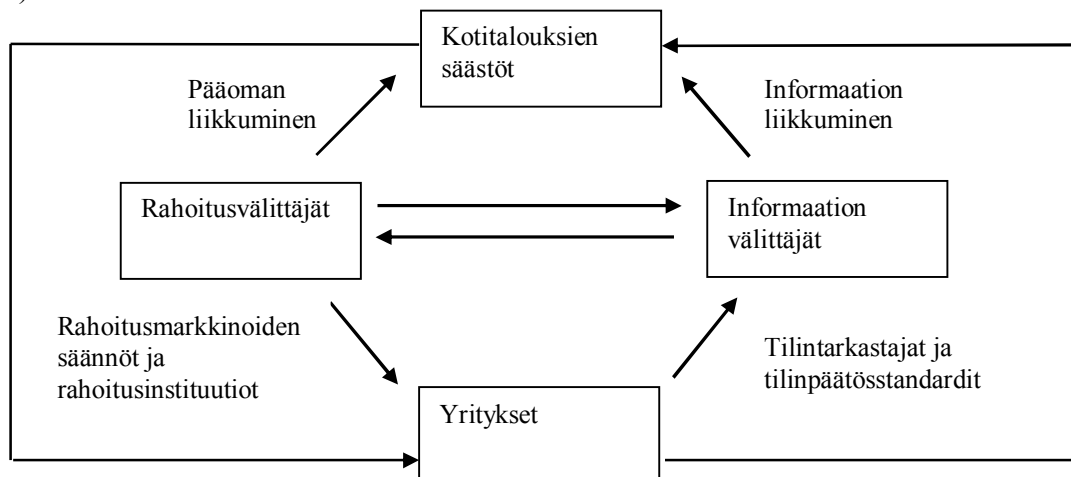 Kotitalouksien
säästöt
Pääoman
liikkuminen
Informaation
liikkuminen
Rahoitusvälittäjät
Informaation
välittäjät
Rahoitusmarkkinoiden
säännöt ja
rahoitusinstituutiot
Tilintarkastajat ja
tilinpäätösstandardit
Yritykset